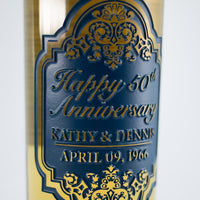 Happy 50th
Anniversary
KATHY & DENNIS
APRIL 09, 1966